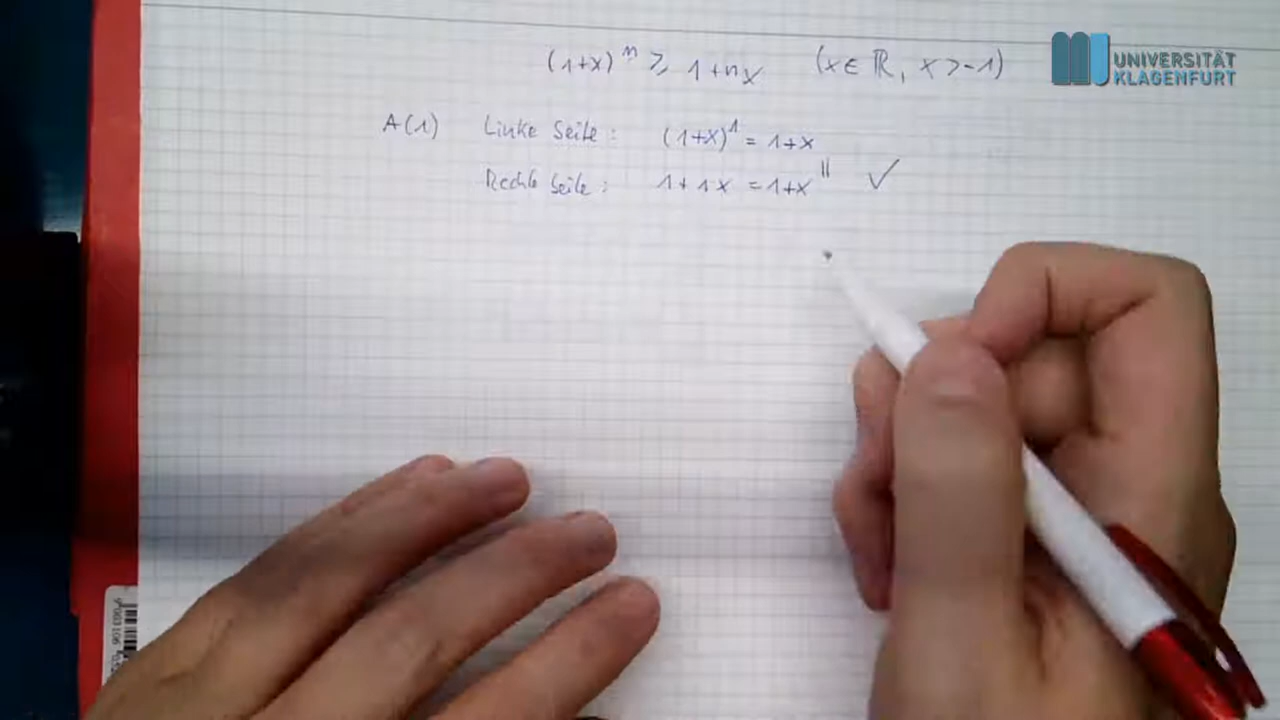 (1+x)ⁿ ≥ 1+nx (x∈ℝ, x>-1)
UNIVERSITÄT
KLAGENFURT
A(1) Linke Seite: (1+x)¹ = 1+x
Rechte Seite: 1+1x = 1+x || ✓